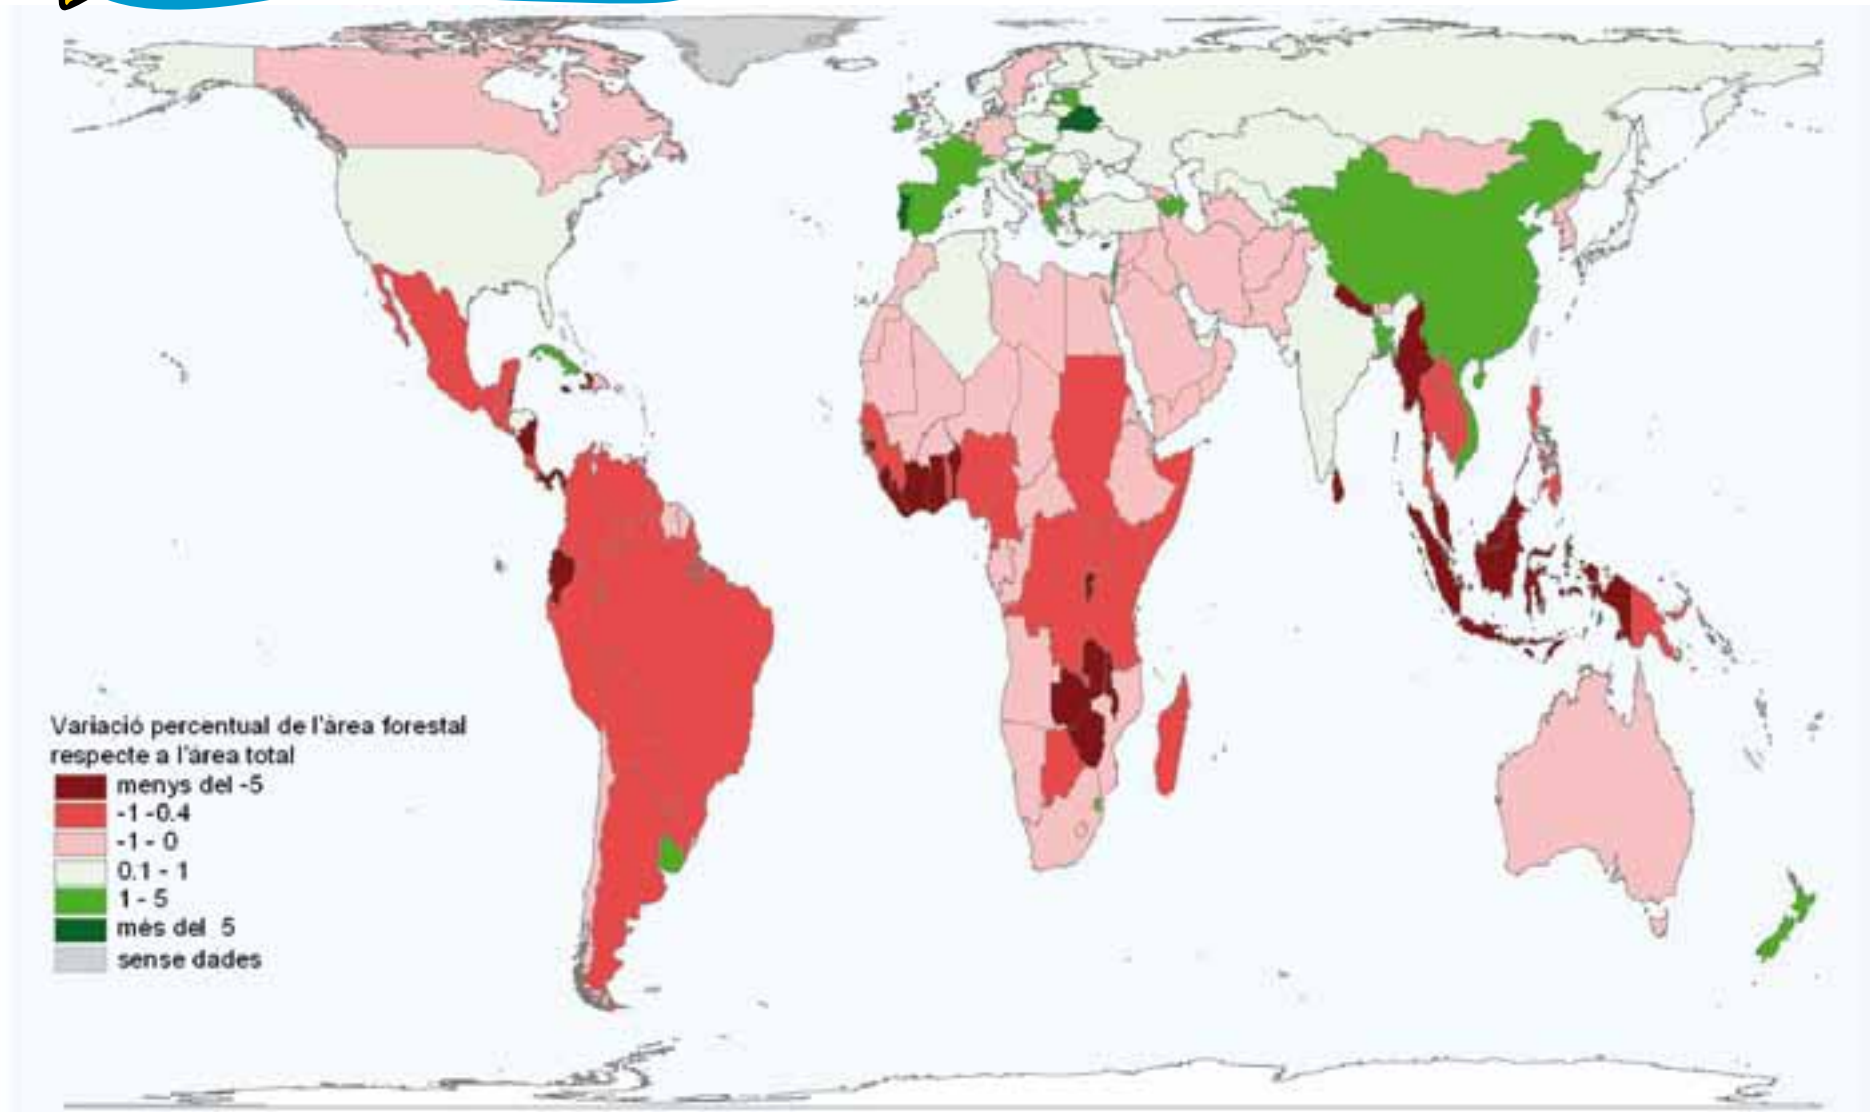 Variació percentual de l'àrea forestal
respecte a l'àrea total
menys del -5
-1 -0.4
-1 - 0
0.1 - 1
1 - 5
més del 5
sense dades